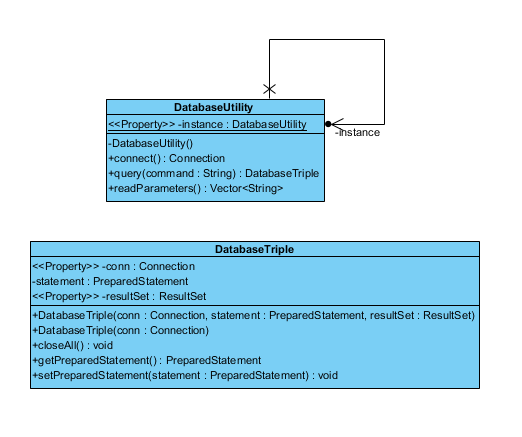 DatabaseUtility
<<Property>> -instance : DatabaseUtility
-instance
-DatabaseUtility()
+connect() : Connection
+query(command : String) : DatabaseTriple
+readParameters() : Vector<String>
DatabaseTriple
<<Property>> -conn : Connection
-statement : PreparedStatement
<<Property>> -resultSet : ResultSet
+DatabaseTriple(conn : Connection, statement : PreparedStatement, resultSet : ResultSet)
+DatabaseTriple(conn : Connection)
+closeAll() : void
+getPreparedStatement() : PreparedStatement
+setPreparedStatement(statement : PreparedStatement) : void